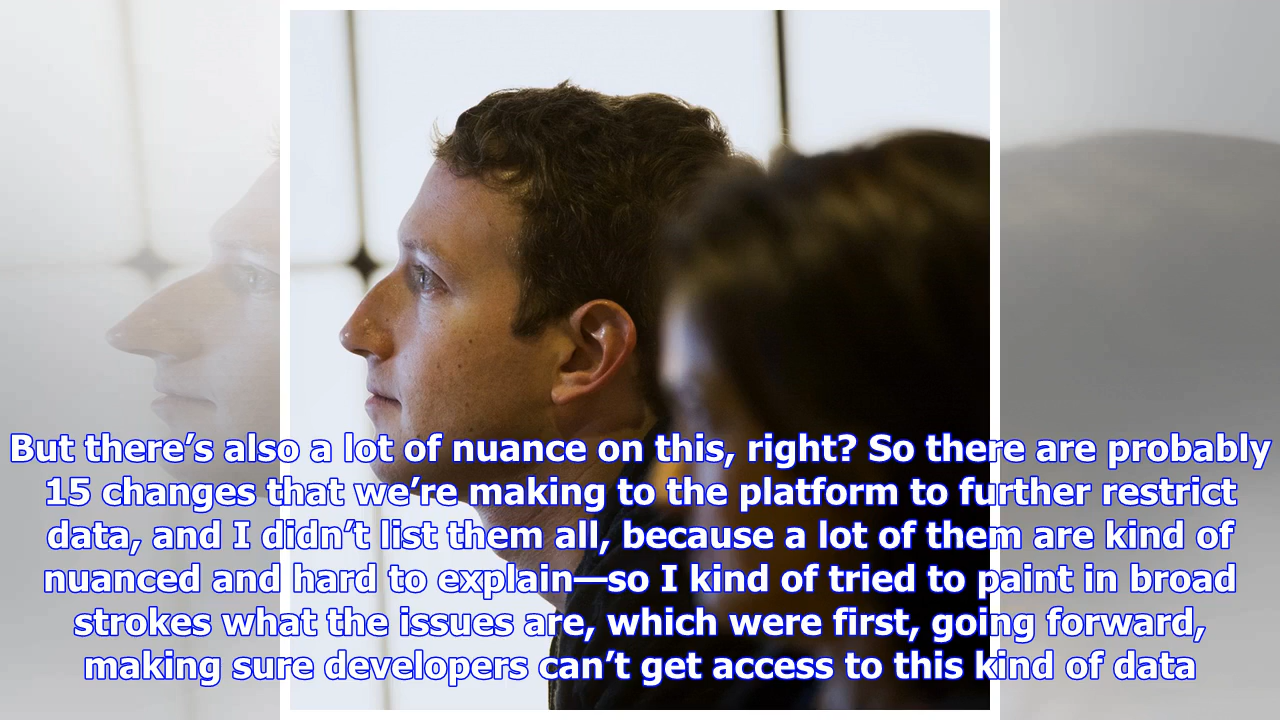 But there’s also a lot of nuance on this, right? So there are probably
15 changes that we’re making to the platform to further restrict
data, and I didn’t list them all, because a lot of them are kind of
nuanced and hard to explain—so I kind of tried to paint in broad
strokes what the issues are, which were first, going forward,
making sure developers can’t get access to this kind of data